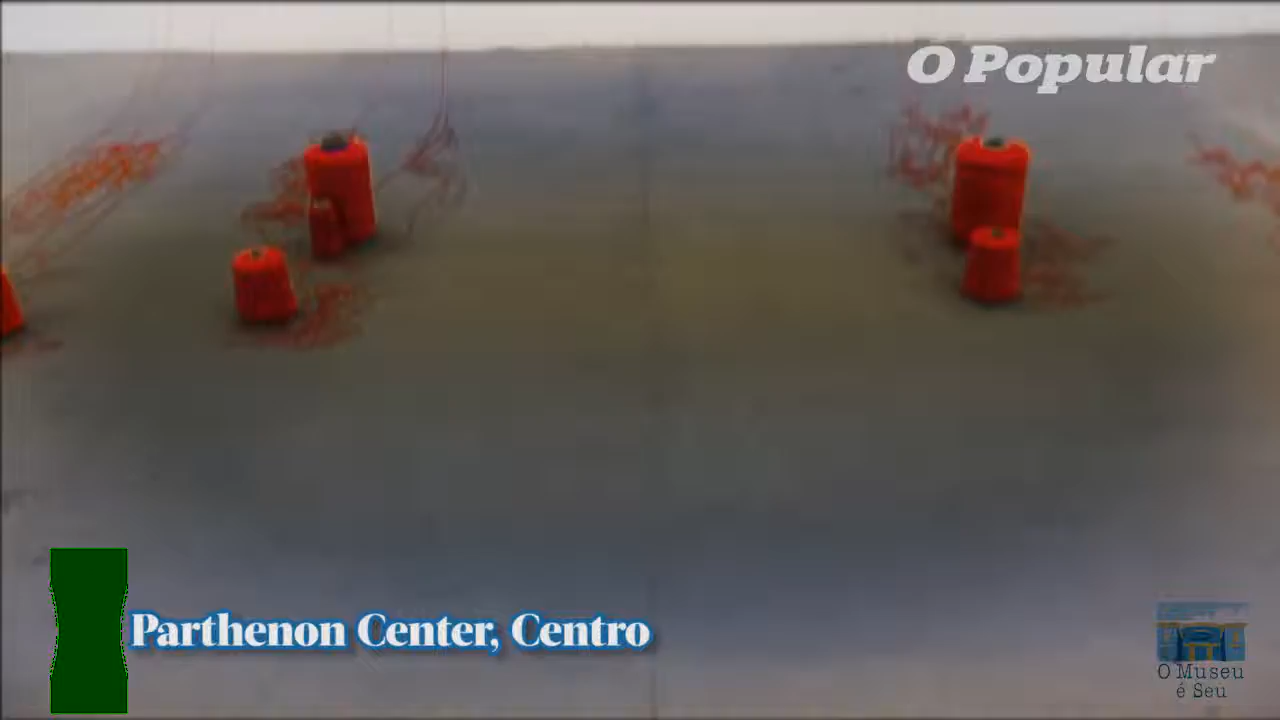 O Popular
Parthenon Center, Centro
O Museu
é Seu